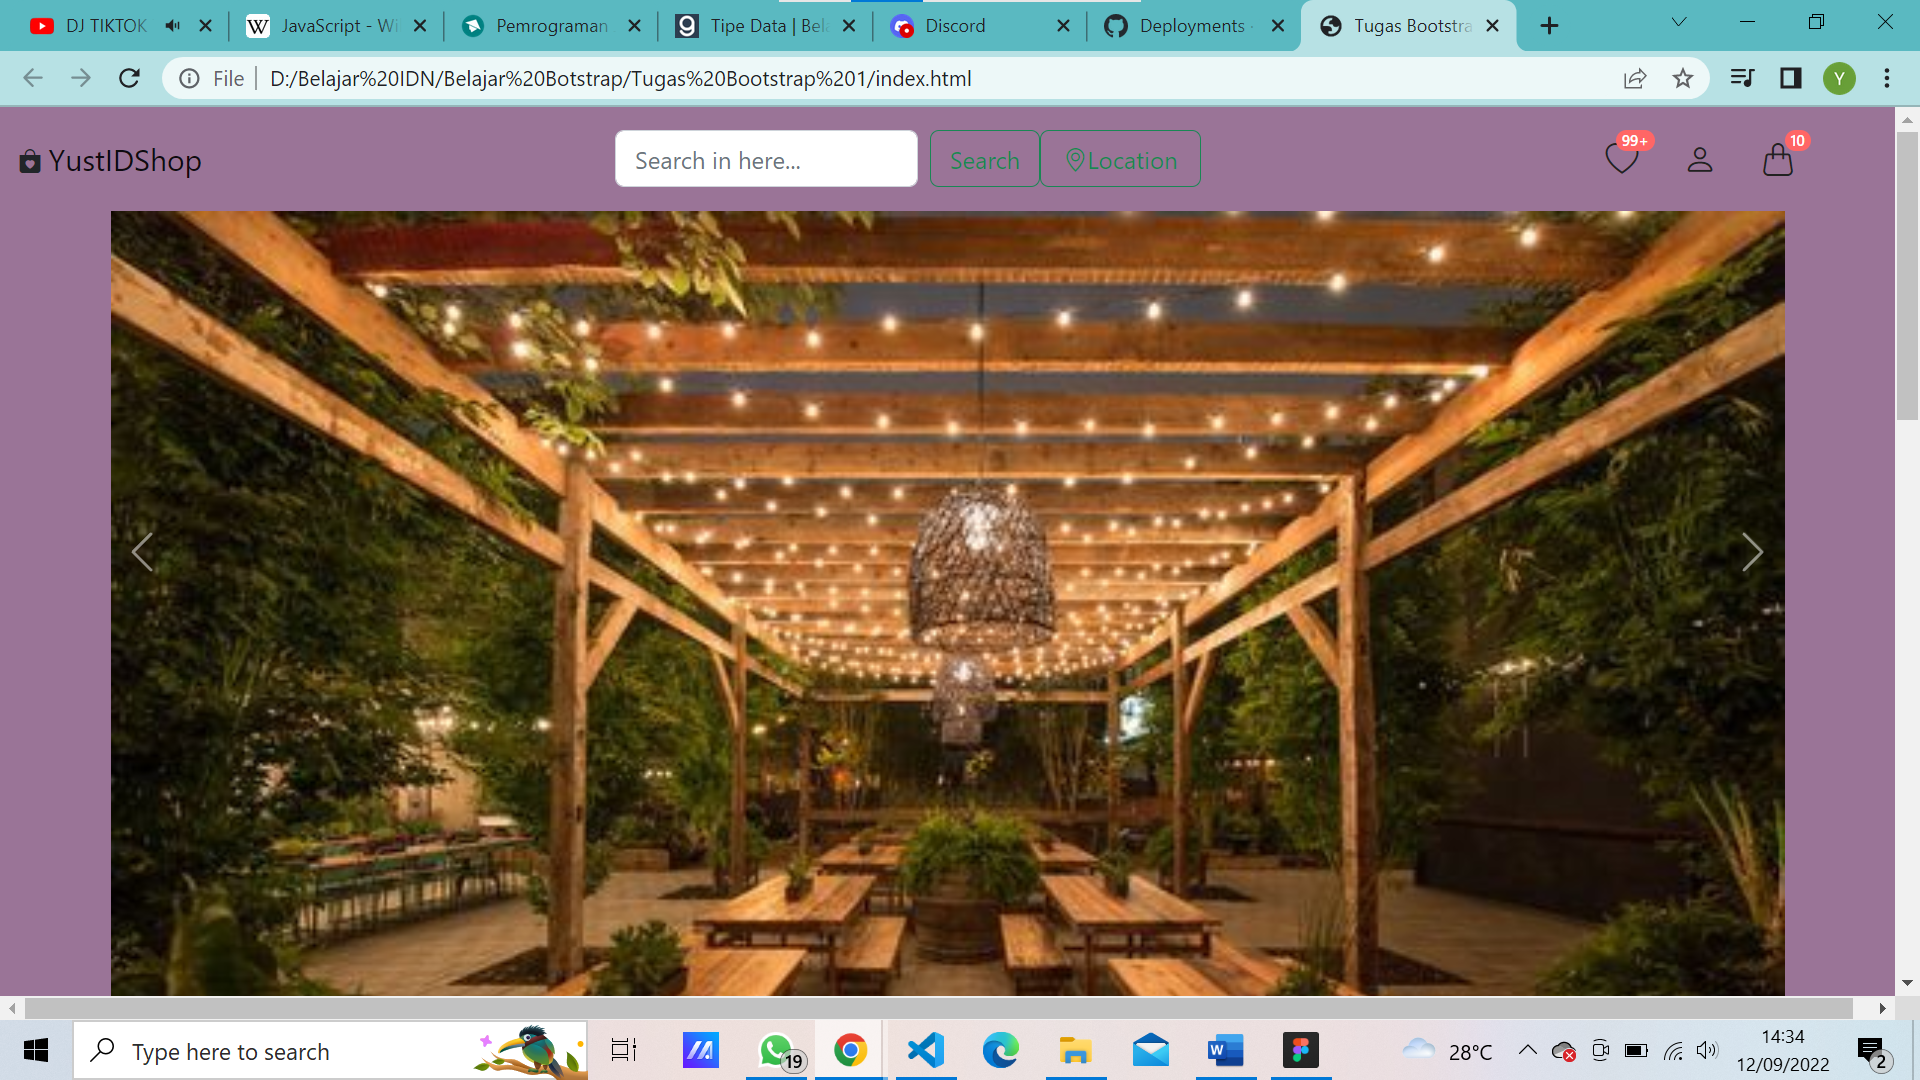 DJ TIKTOK
JavaScript - Wi
Pemrograman
Tipe Data | Bela
Discord
Deployments ·
Tugas Bootstra
File
D:/Belajar%20IDN/Belajar%20Botstrap/Tugas%20Bootstrap%201/index.html
Y
YustIDShop
Search in here...
Search
Location
99+
10
Type here to search
19
28°C
14:34
12/09/2022
2